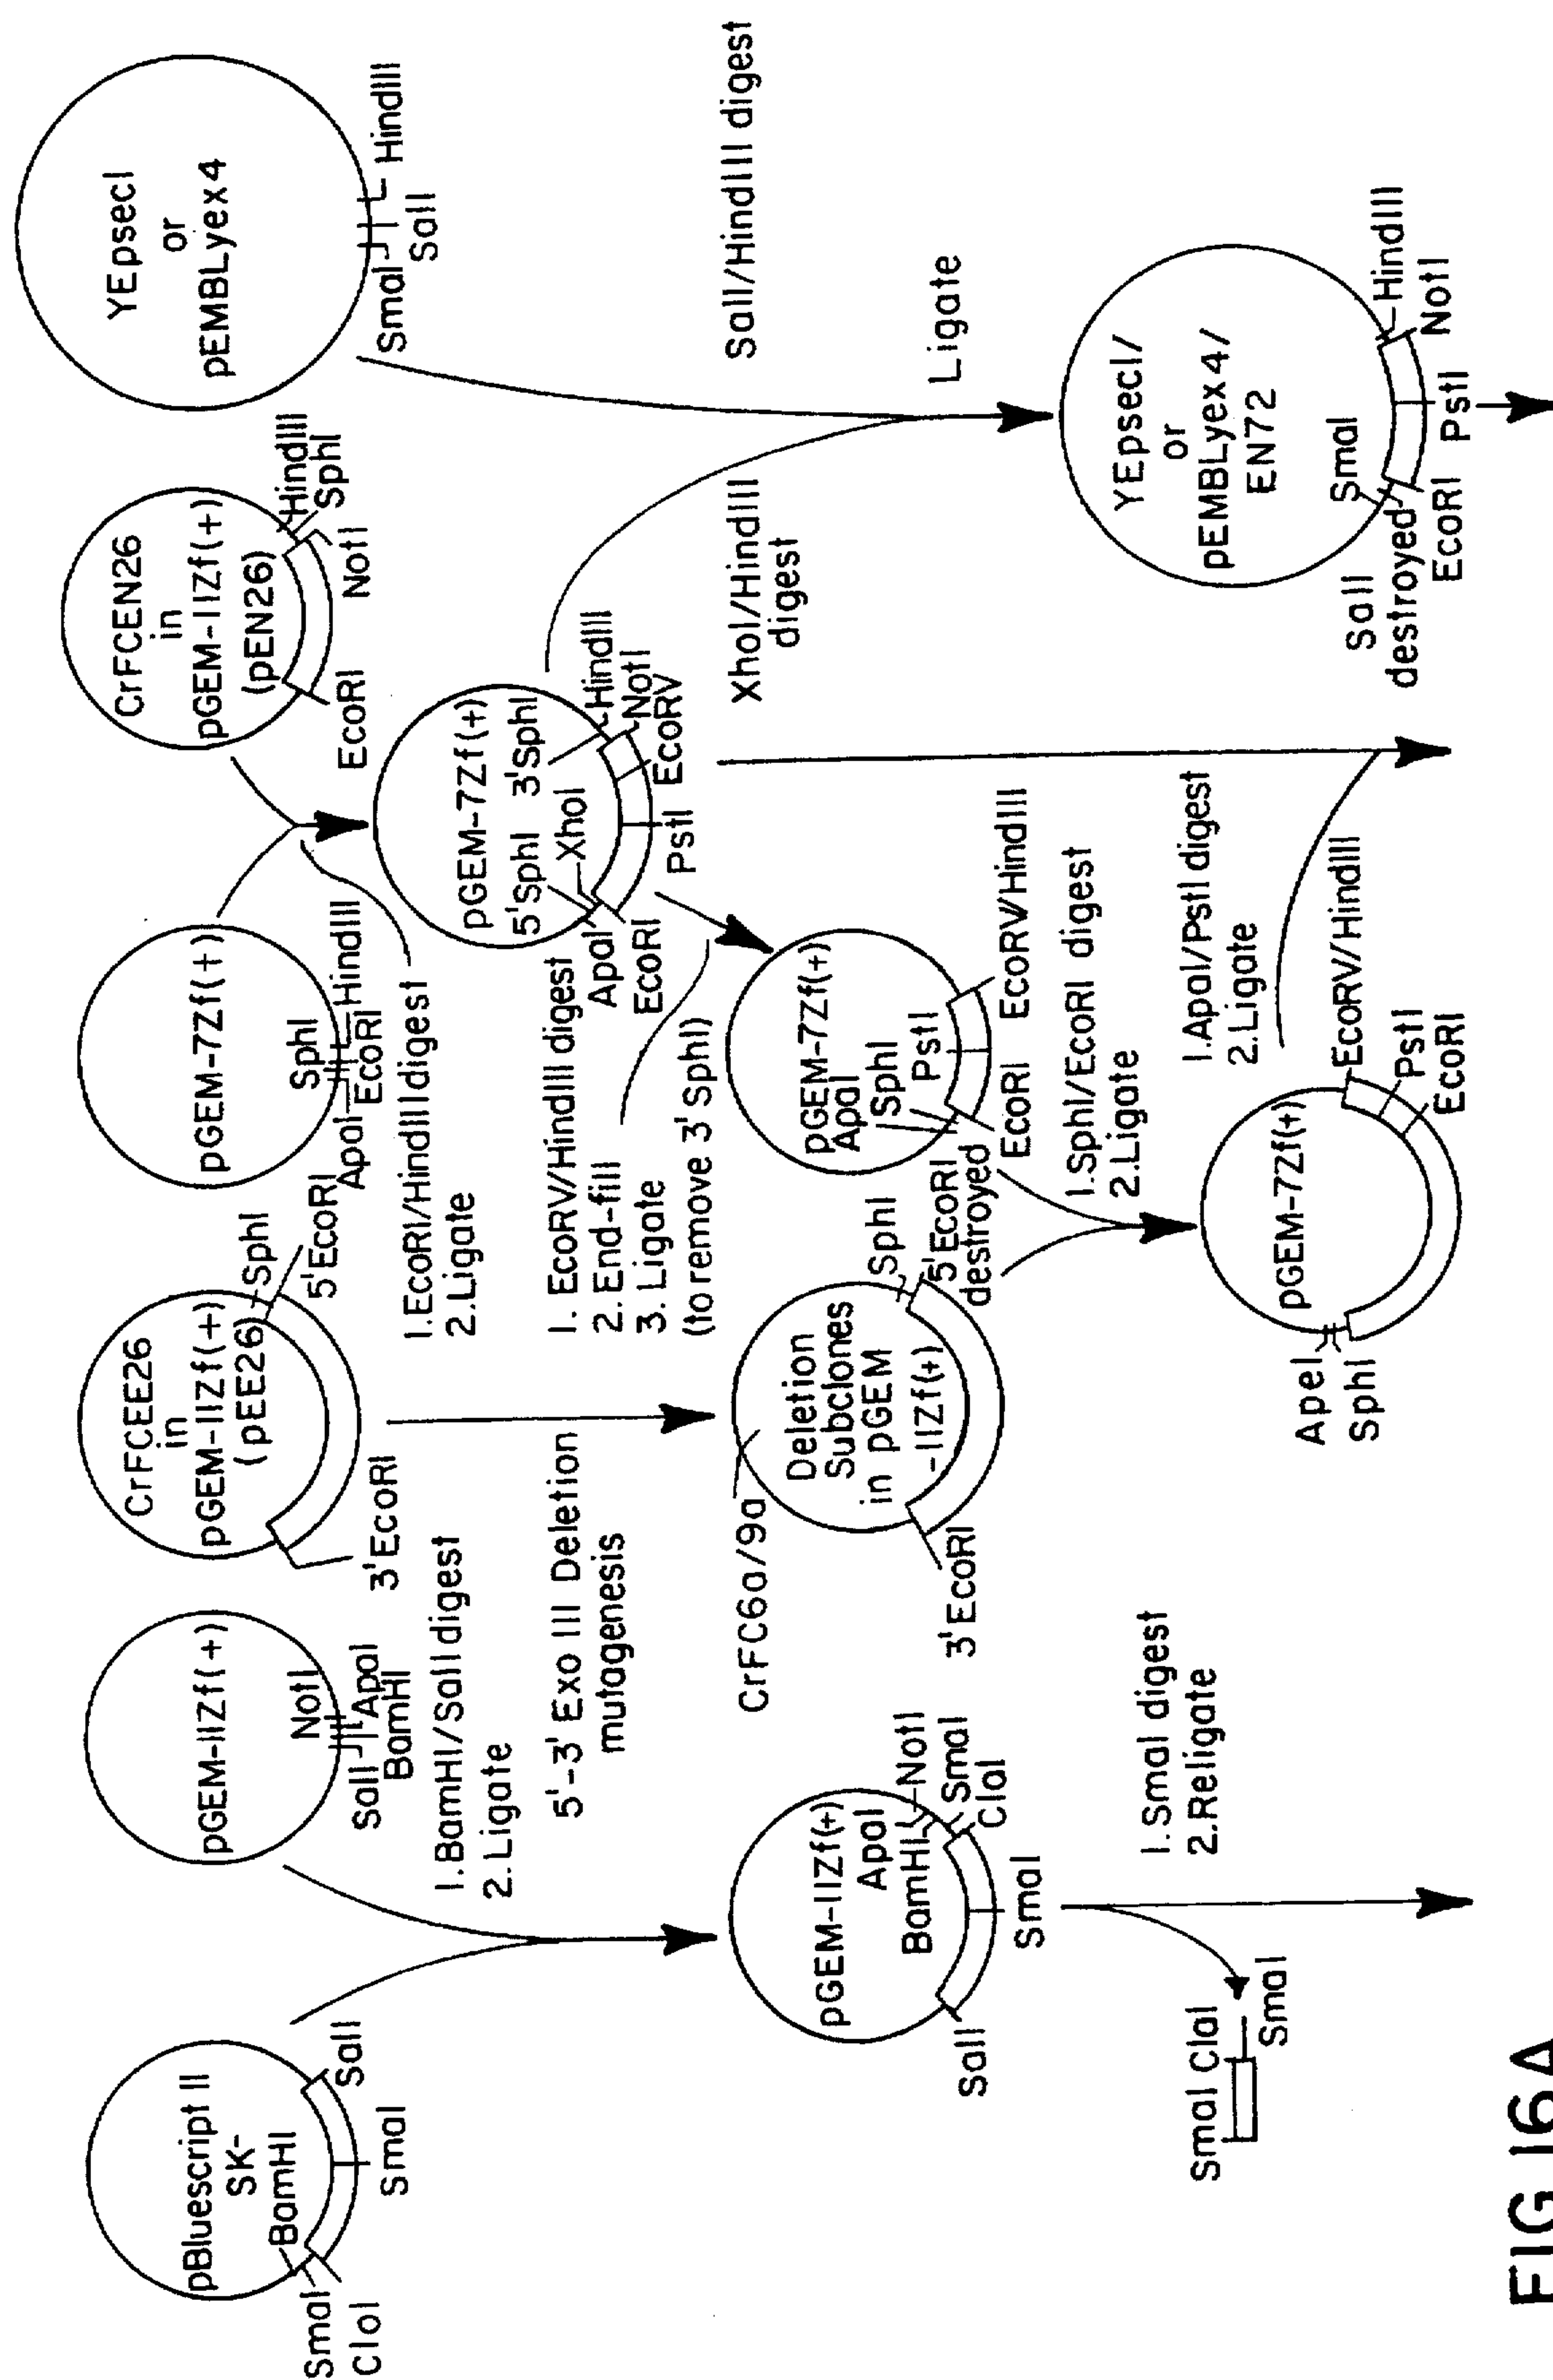 pBluescript II
SK-
BamHI
SmaI
ClaI
SmaI
SalI
pGEM-11Zf(+)
NotI
SalI
ApaI
BamHI
1.BamHI/SalI digest
2.Ligate
CrFCEE26
in
pGEM-11Zf(+)
(pEE26)
SphI
5'EcoRI
3'EcoRI
5'-3' Exo III Deletion
mutagenesis
pGEM-7Zf(+)
SphI
ApaI
HindIII
EcoRI
1.EcoRI/HindIII digest
2.Ligate
CrFCEN26
in
pGEM-11Zf(+)
(pEN26)
HindIII
SphI
NotI
EcoRI
YEpsecI
or
pEMBLyex4
SmaI
HindIII
SalI
pGEM-7Zf(+)
5'SphI 3'SphI
XhoI
HindIII
NotI
EcoRV
PstI
ApaI
EcoRI
1. EcoRV/HindIII digest
2. End-fill
3. Ligate
(to remove 3' SphI)
XhoI/HindIII
digest
SalI/HindIII digest
Ligate
pGEM-11Zf(+)
ApaI
BamHI
NotI
SmaI
ClaI
SalI
SmaI
CrFC6a/9a
Deletion
Subclones
in pGEM
-11Zf(+)
SphI
5'EcoRI
destroyed
3'EcoRI
pGEM-7Zf(+)
ApaI
SphI
PstI
EcoRI
EcoRV/HindIII
1.SphI/EcoRI digest
2.Ligate
YEpsecI/
or
pEMBLyex4/
EN72
SmaI
SalI
destroyed
EcoRI
PstI
NotI
HindIII
1.SmaI digest
2.Religate
SmaI ClaI
SmaI
1.ApaI/PstI digest
2.Ligate
pGEM-7Zf(+)
ApeI
SphI
EcoRV/HindIII
PstI
EcoRI
FIG.16A